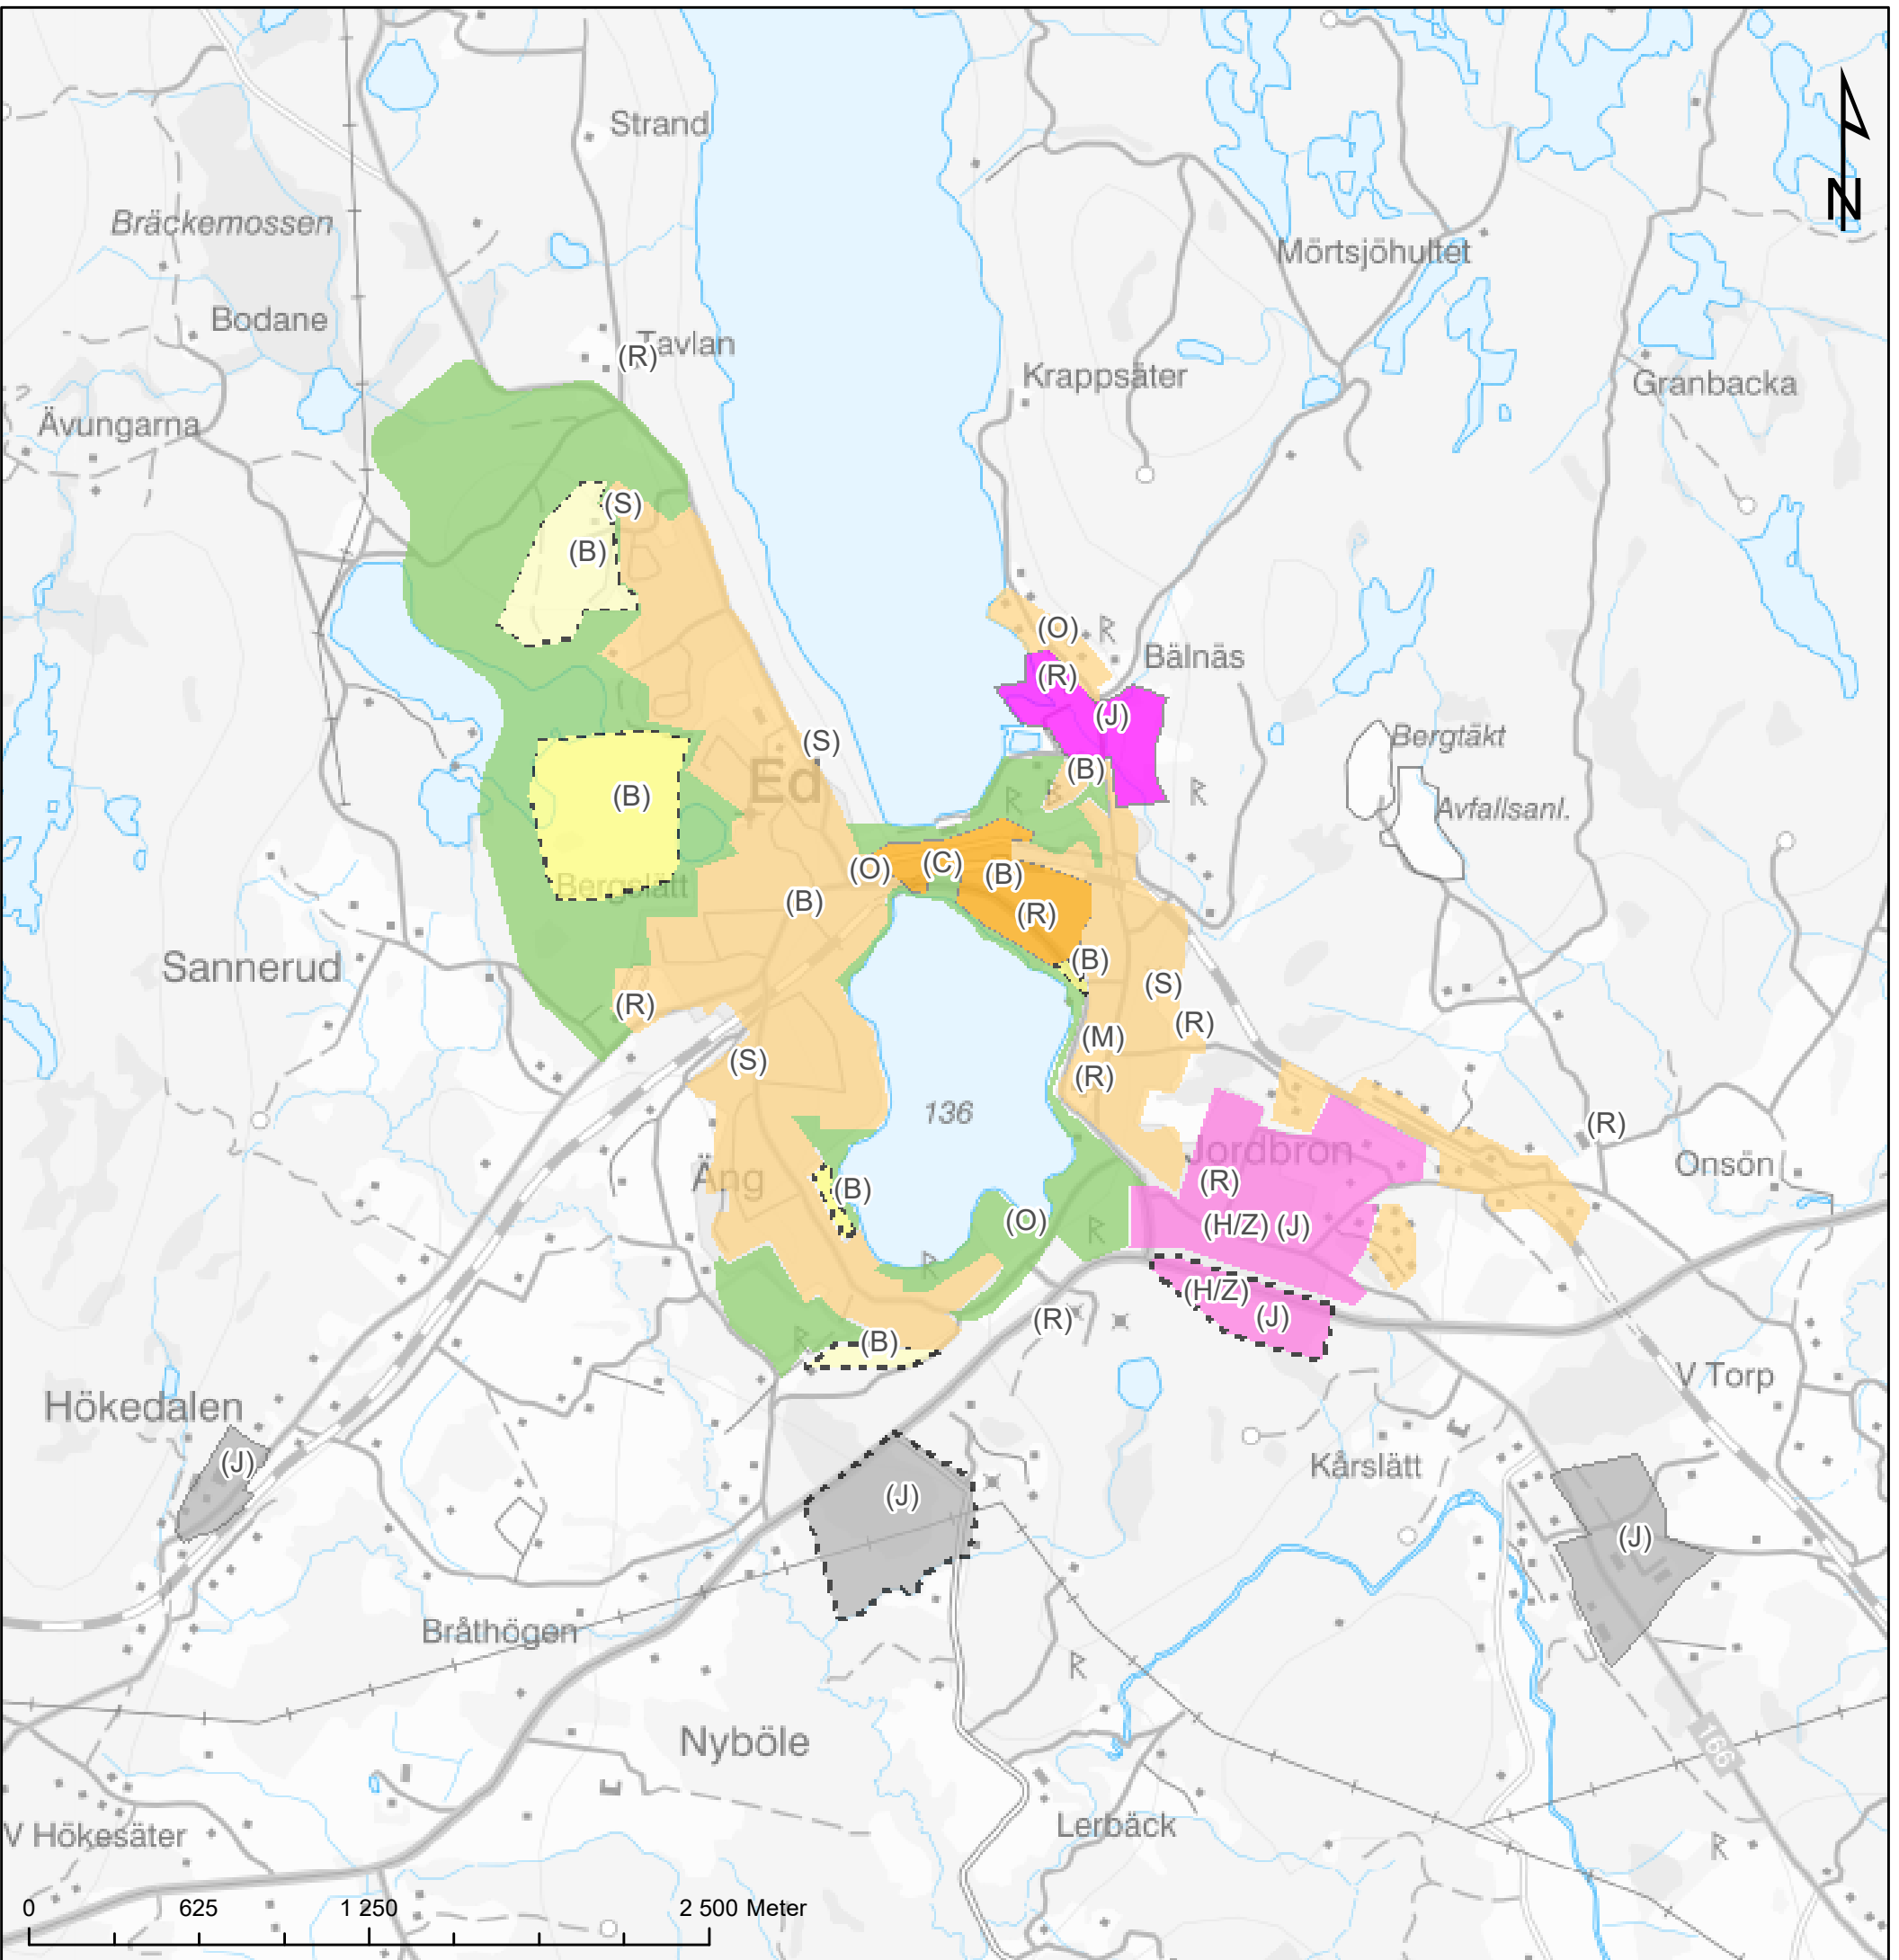 Strand
N
Bräckemossen
Mörtsjöhultet
Bodane
Tavlan
(R)
Krappsäter
Granbacka
Ävungarna
(S)
(B)
(O)
R
Bälnäs
(R)
(J)
Bergtäkt
(S)
(B)
Ed
(B)
R
R
R
Avfallsanl.
(O)
(C)
(B)
Bergslätt
(B)
(R)
(B)
Sannerud
(S)
(R)
(R)
(M)
(S)
(R)
136
(R)
Jordbron
Onsön
Äng
(B)
(R)
(O)
(H/Z) (J)
R
R
(H/Z)
(J)
(R)
R
(B)
V Torp
Hökedalen
(J)
Kårslätt
(J)
(J)
Bråthögen
R
Nyböle
166
Lerbäck
V Hökesäter
R
0
625
1 250
2 500 Meter